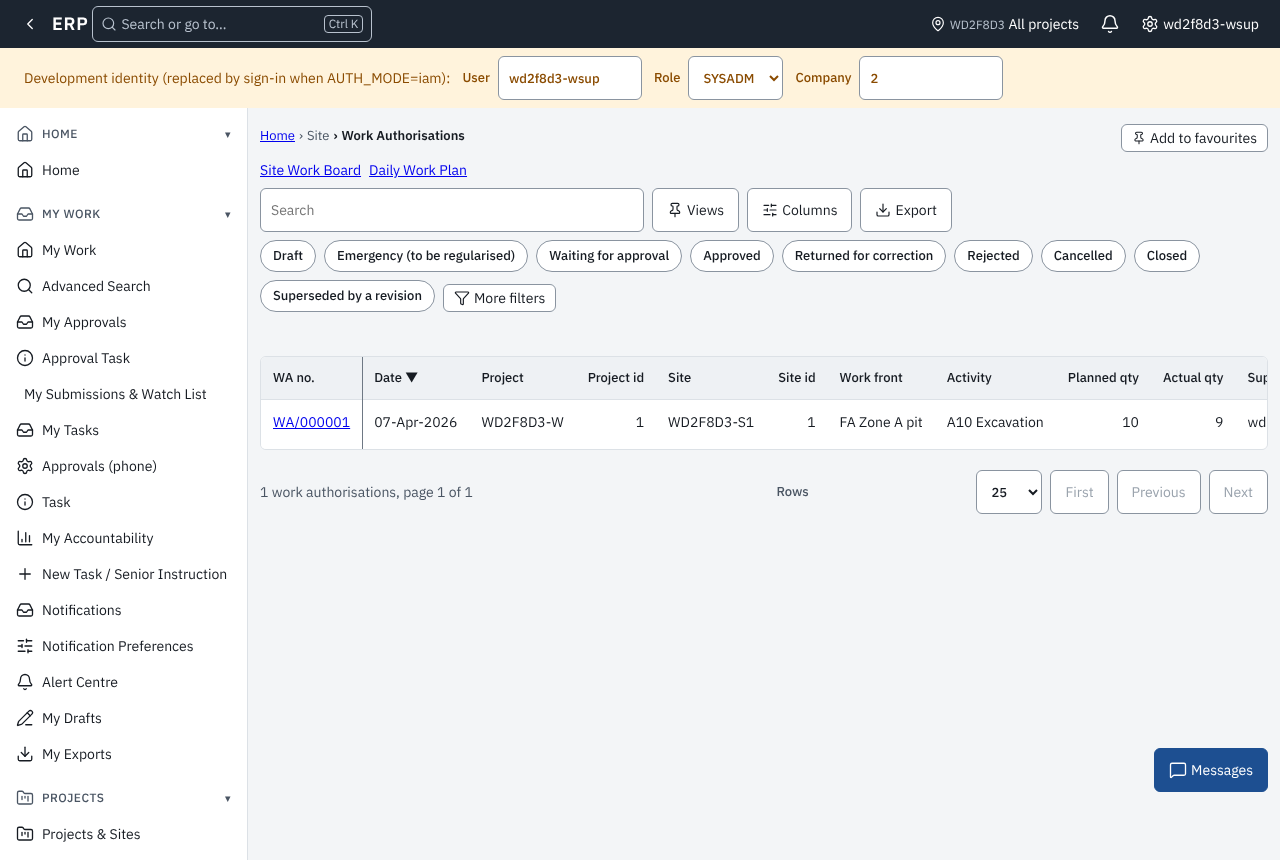 ERP Search or go to... Ctrl K WD2F8D3 All projects wd2f8d3-wsup
Development identity (replaced by sign-in when AUTH_MODE=iam): User wd2f8d3-wsup Role SYSADM Company 2
HOME
Home
MY WORK
My Work
Advanced Search
My Approvals
Approval Task
My Submissions & Watch List
My Tasks
Approvals (phone)
Task
My Accountability
New Task / Senior Instruction
Notifications
Notification Preferences
Alert Centre
My Drafts
My Exports
PROJECTS
Projects & Sites
Home › Site › Work Authorisations Add to favourites
Site Work Board Daily Work Plan
Search Views Columns Export
Draft Emergency (to be regularised) Waiting for approval Approved Returned for correction Rejected Cancelled Closed
Superseded by a revision More filters
WA no. Date ▼ Project Project id Site Site id Work front Activity Planned qty Actual qty Sup
WA/000001 07-Apr-2026 WD2F8D3-W 1 WD2F8D3-S1 1 FA Zone A pit A10 Excavation 10 9 wd
1 work authorisations, page 1 of 1 Rows 25 First Previous Next
Messages